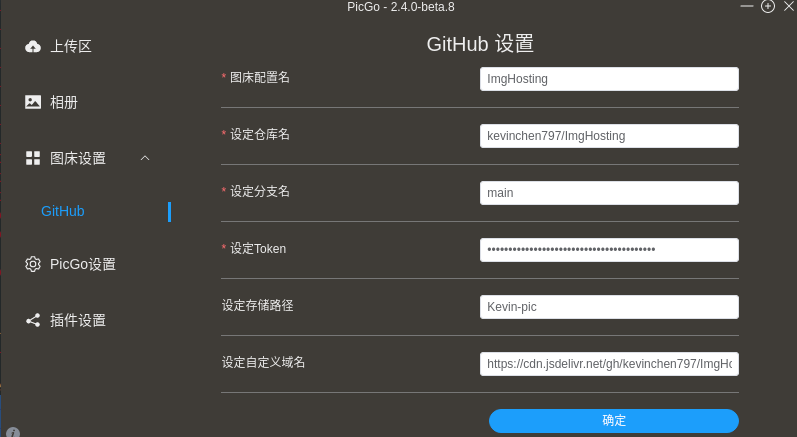 PicGo - 2.4.0-beta.8
上传区
相册
图床设置
GitHub
PicGo设置
插件设置
GitHub 设置
* 图床配置名
ImgHosting
* 设定仓库名
kevinchen797/ImgHosting
* 设定分支名
main
* 设定Token
••••••••••••••••••••••••••••••••••••••••
设定存储路径
Kevin-pic
设定自定义域名
https://cdn.jsdelivr.net/gh/kevinchen797/ImgHo
确定